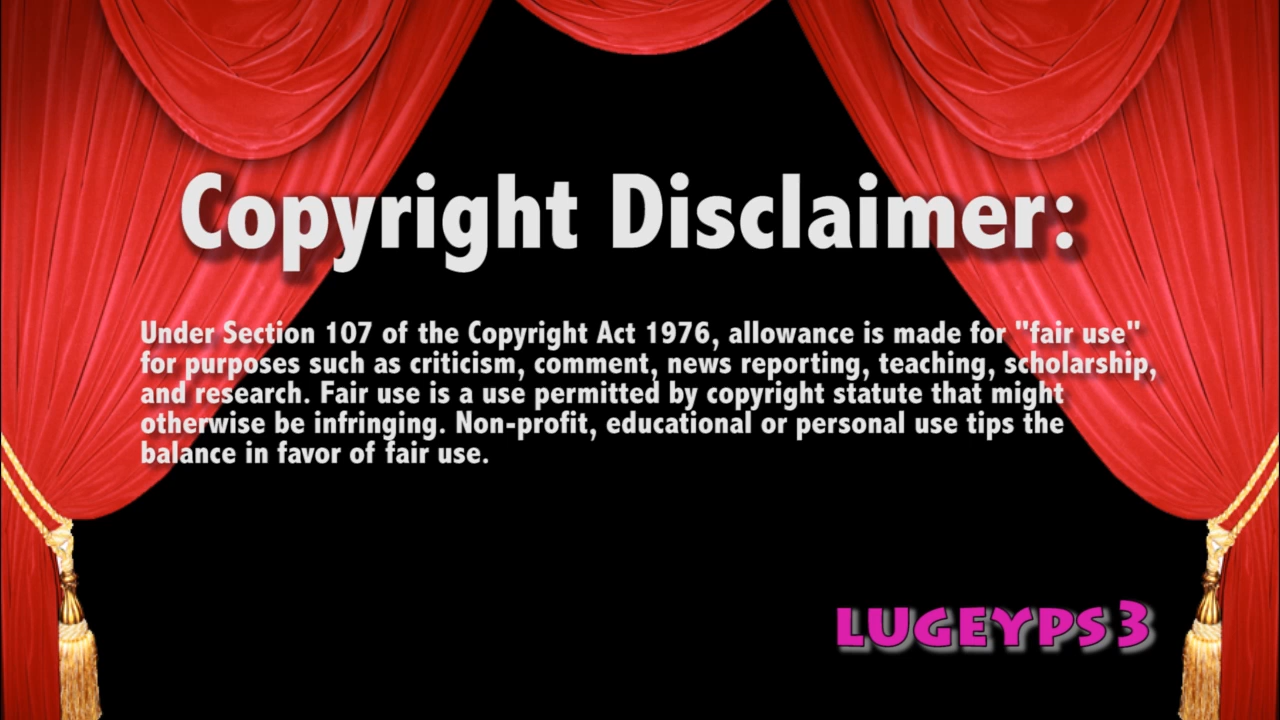 Copyright Disclaimer:
Under Section 107 of the Copyright Act 1976, allowance is made for "fair use"
for purposes such as criticism, comment, news reporting, teaching, scholarship,
and research. Fair use is a use permitted by copyright statute that might
otherwise be infringing. Non-profit, educational or personal use tips the
balance in favor of fair use.
LUGEYPS3